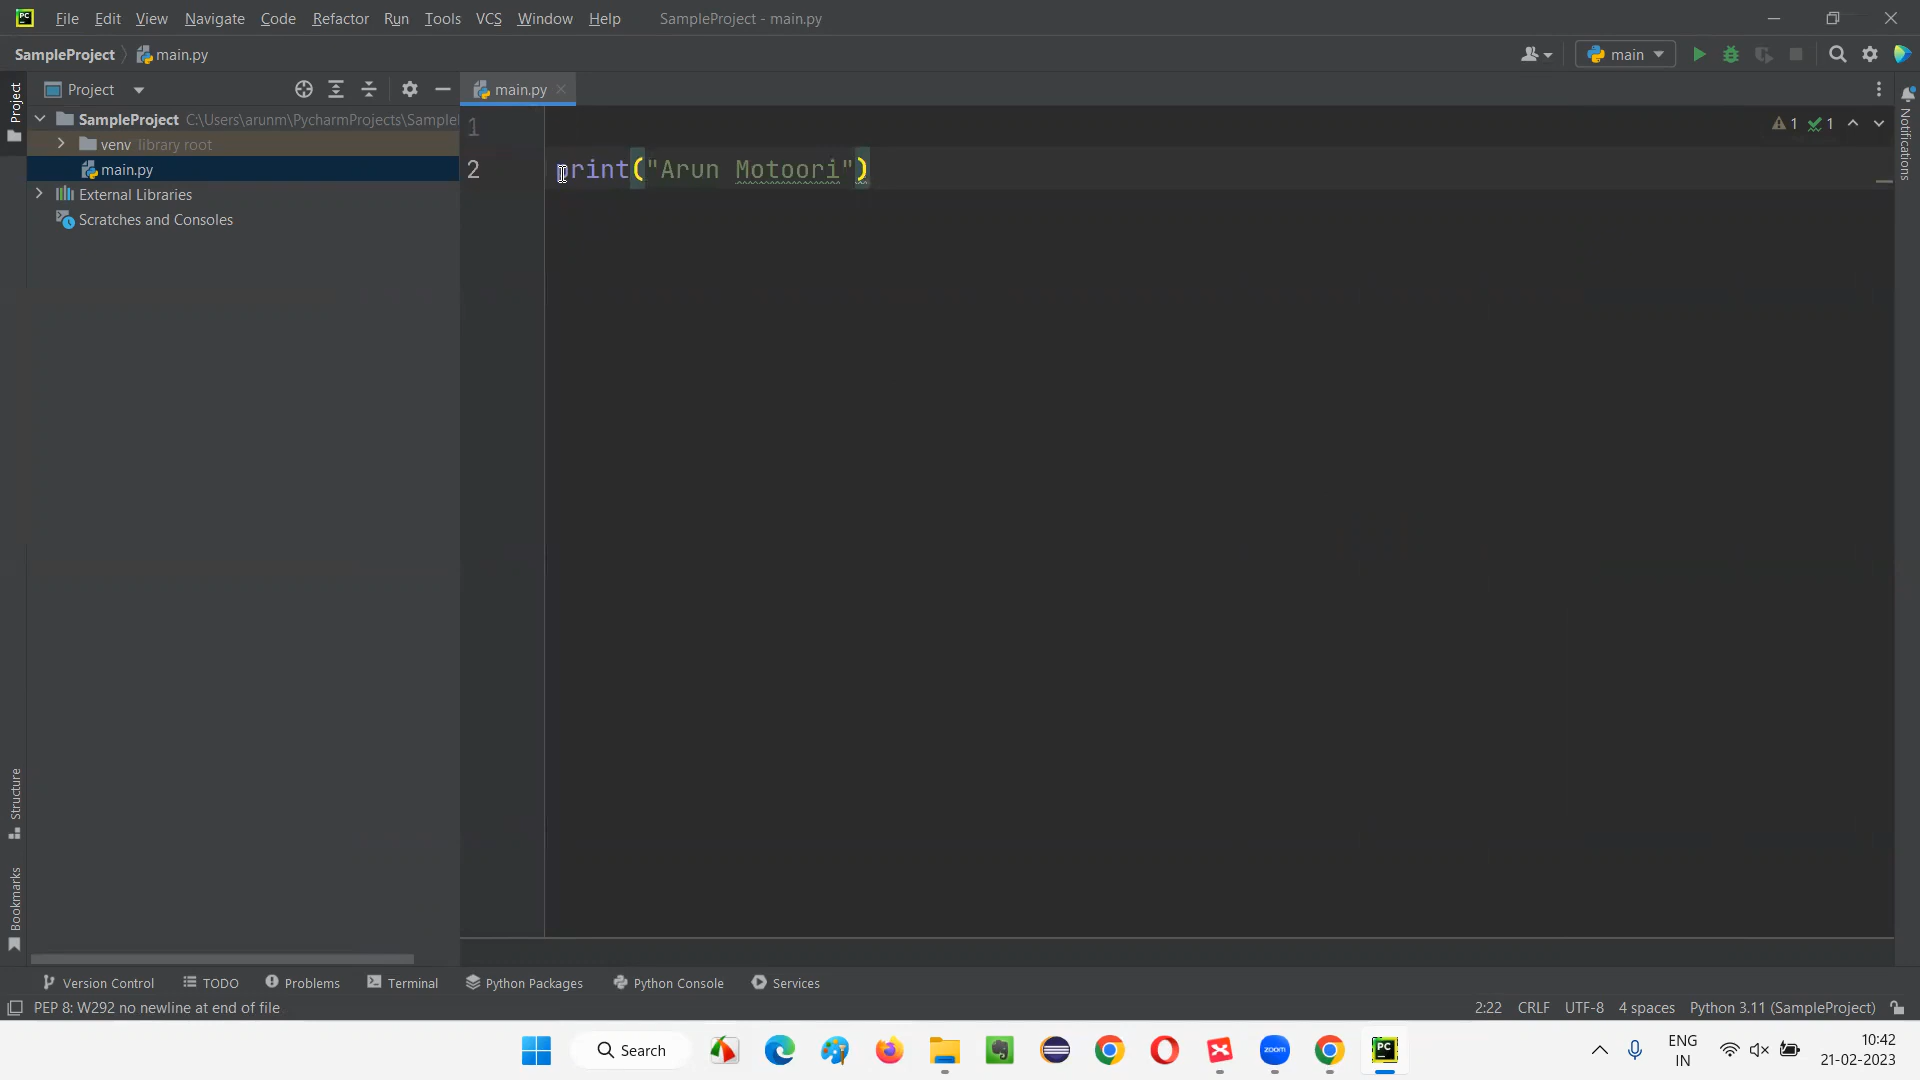 PC
File Edit View Navigate Code Refactor Run Tools VCS Window Help SampleProject - main.py
SampleProject main.py
main
Project
Project
main.py
SampleProject C:\Users\arunm\PycharmProjects\Sample
venv library root
main.py
External Libraries
Scratches and Consoles
1
2 print("Arun Motoori")
1 1
Notifications
Structure
Bookmarks
Version Control TODO Problems Terminal Python Packages Python Console Services
PEP 8: W292 no newline at end of file
2:22 CRLF UTF-8 4 spaces Python 3.11 (SampleProject)
Search
zoom
PC
ENG
IN
10:42
21-02-2023